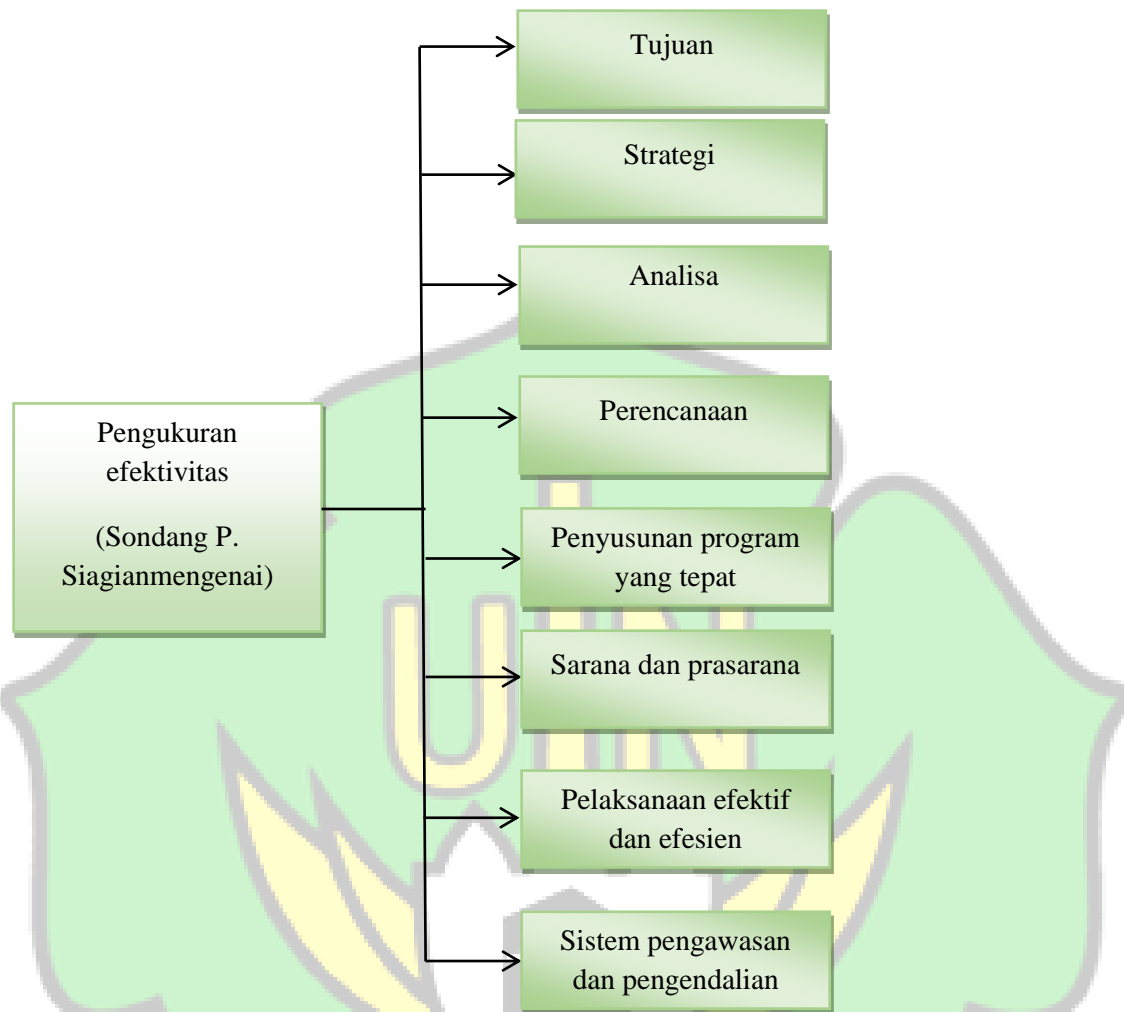 Tujuan
Strategi
Analisa
Perencanaan
Pengukuran
efektivitas
(Sondang P.
Siagianmengenai)
Penyusunan program
yang tepat
Sarana dan prasarana
Pelaksanaan efektif
dan efesien
Sistem pengawasan
dan pengendalian
UIN